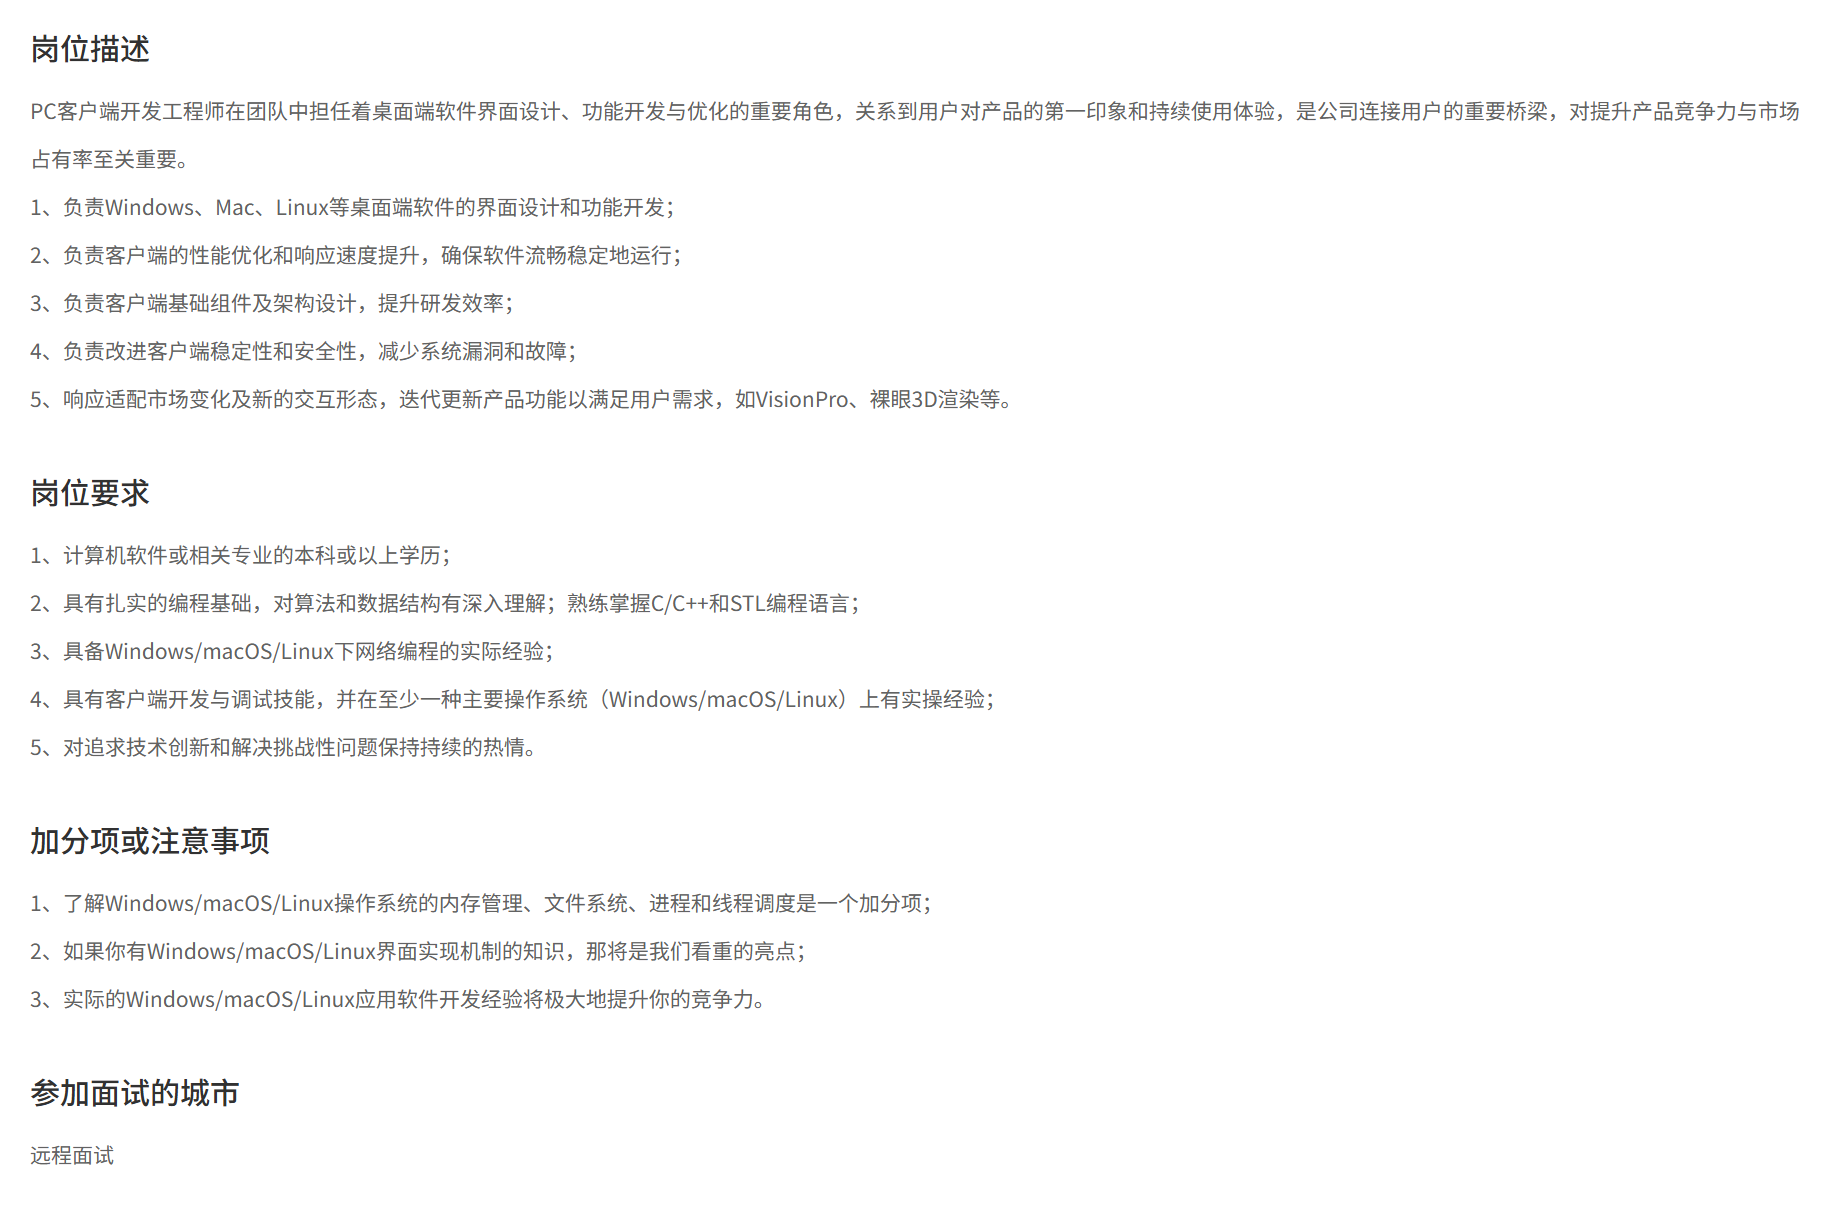 岗位描述
PC客户端开发工程师在团队中担任着桌面端软件界面设计、功能开发与优化的重要角色，关系到用户对产品的第一印象和持续使用体验，是公司连接用户的重要桥梁，对提升产品竞争力与市场
占有率至关重要。
1、负责Windows、Mac、Linux等桌面端软件的界面设计和功能开发；
2、负责客户端的性能优化和响应速度提升，确保软件流畅稳定地运行；
3、负责客户端基础组件及架构设计，提升研发效率；
4、负责改进客户端稳定性和安全性，减少系统漏洞和故障；
5、响应适配市场变化及新的交互形态，迭代更新产品功能以满足用户需求，如VisionPro、裸眼3D渲染等。
岗位要求
1、计算机软件或相关专业的本科或以上学历；
2、具有扎实的编程基础，对算法和数据结构有深入理解；熟练掌握C/C++和STL编程语言；
3、具备Windows/macOS/Linux下网络编程的实际经验；
4、具有客户端开发与调试技能，并在至少一种主要操作系统（Windows/macOS/Linux）上有实操经验；
5、对追求技术创新和解决挑战性问题保持持续的热情。
加分项或注意事项
1、了解Windows/macOS/Linux操作系统的内存管理、文件系统、进程和线程调度是一个加分项；
2、如果你有Windows/macOS/Linux界面实现机制的知识，那将是我们看重的亮点；
3、实际的Windows/macOS/Linux应用软件开发经验将极大地提升你的竞争力。
参加面试的城市
远程面试